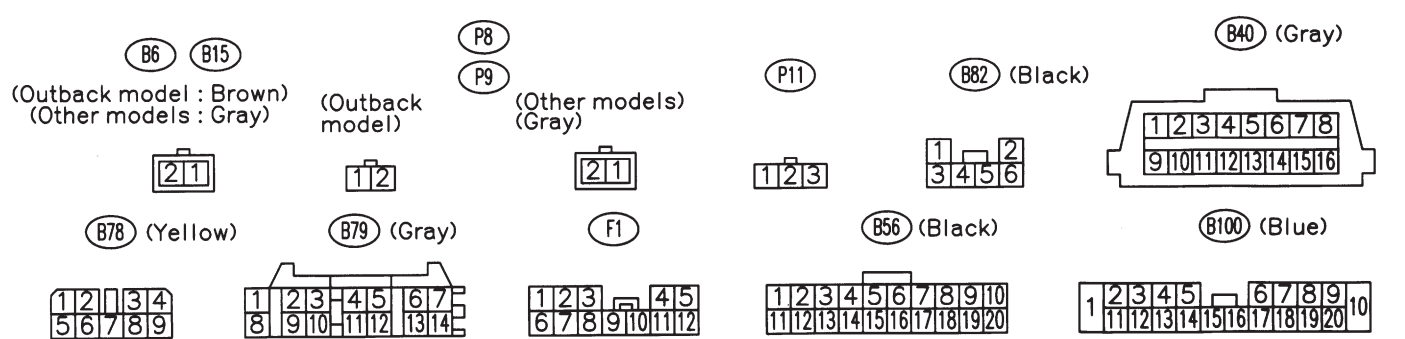 B6 B15
(Outback model : Brown)
(Other models : Gray)
2 1
P8
P9
(Outback
model)
1 2
(Other models)
(Gray)
2 1
P11
1 2 3
B82 (Black)
1 2
3 4 5 6
B40 (Gray)
1 2 3 4 5 6 7 8
9 10 11 12 13 14 15 16
B78 (Yellow)
1 2 3 4
5 6 7 8 9
B79 (Gray)
1 2 3 4 5 6 7
8 9 10 11 12 13 14
F1
1 2 3 4 5
6 7 8 9 10 11 12
B56 (Black)
1 2 3 4 5 6 7 8 9 10
11 12 13 14 15 16 17 18 19 20
B100 (Blue)
1 2 3 4 5 6 7 8 9 10
11 12 13 14 15 16 17 18 19 20